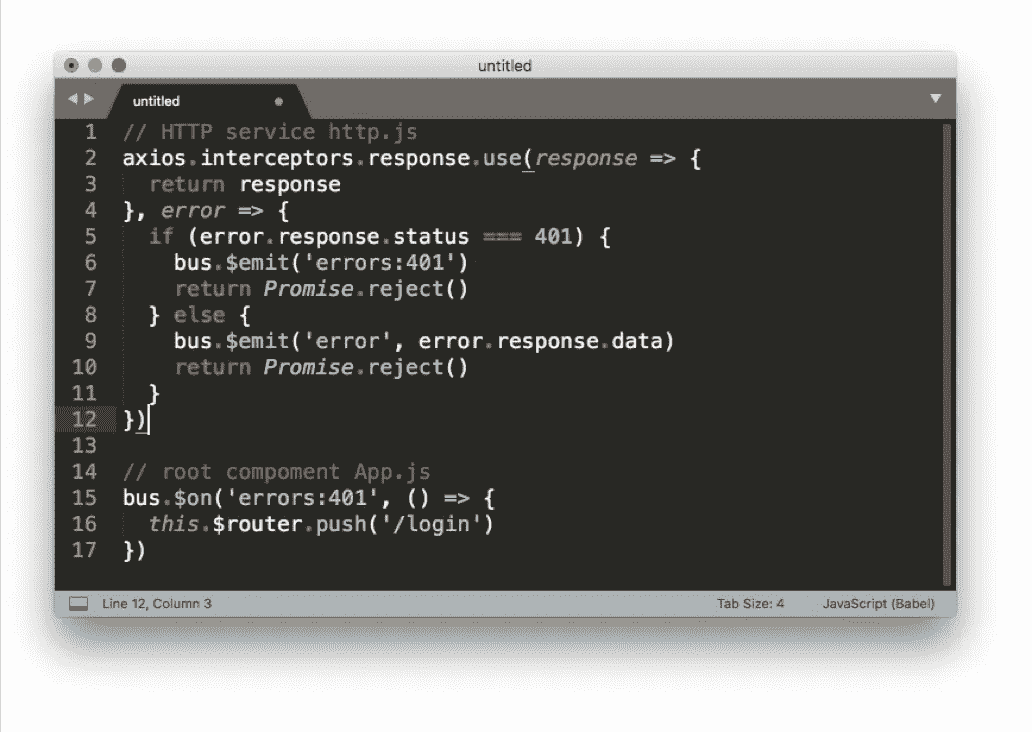 untitled
untitled
1 // HTTP service http.js
2 axios.interceptors.response.use(response => {
3   return response
4 }, error => {
5   if (error.response.status === 401) {
6     bus.$emit('errors:401')
7     return Promise.reject()
8   } else {
9     bus.$emit('error', error.response.data)
10     return Promise.reject()
11   }
12 })
13
14 // root compoment App.js
15 bus.$on('errors:401', () => {
16   this.$router.push('/login')
17 })
Line 12, Column 3 Tab Size: 4 JavaScript (Babel)